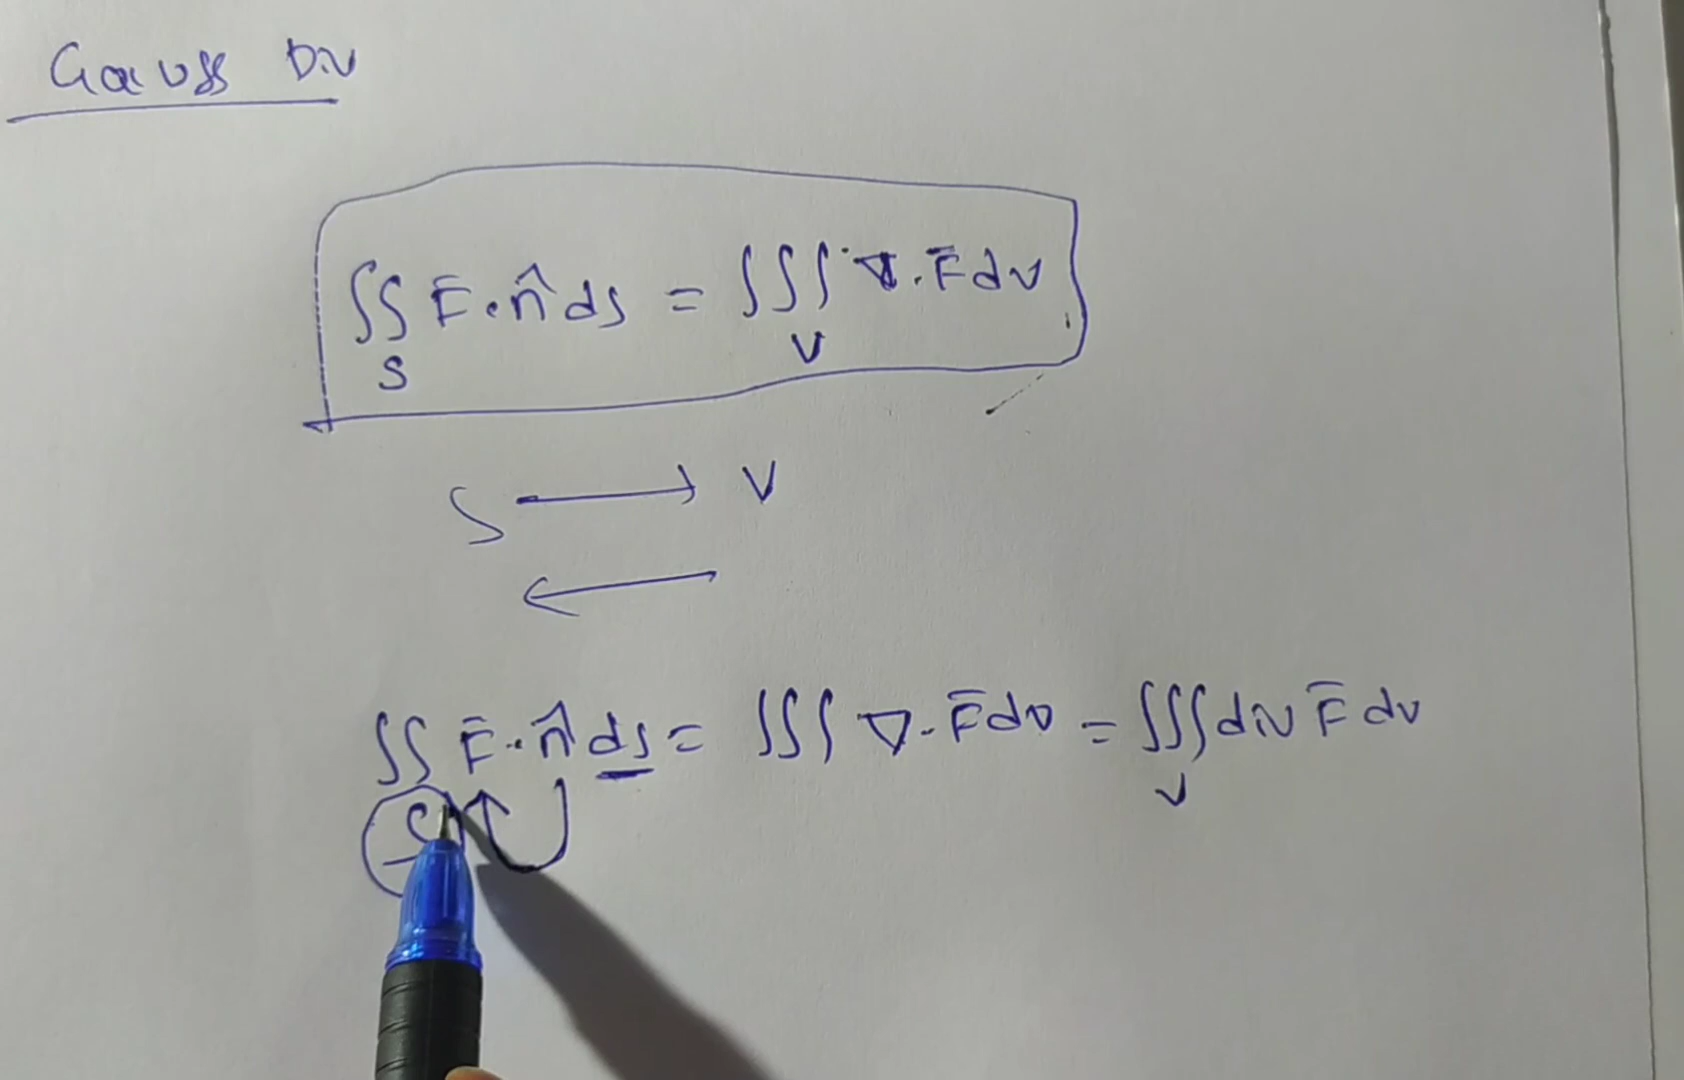 Gauss Div
∬ F̄·n̂ ds = ∭ ∇·F̄ dv
S V
S ⟶ V
⟵
∬ F̄·n̂ ds = ∭ ∇·F̄ dv = ∭ div F̄ dv
S V